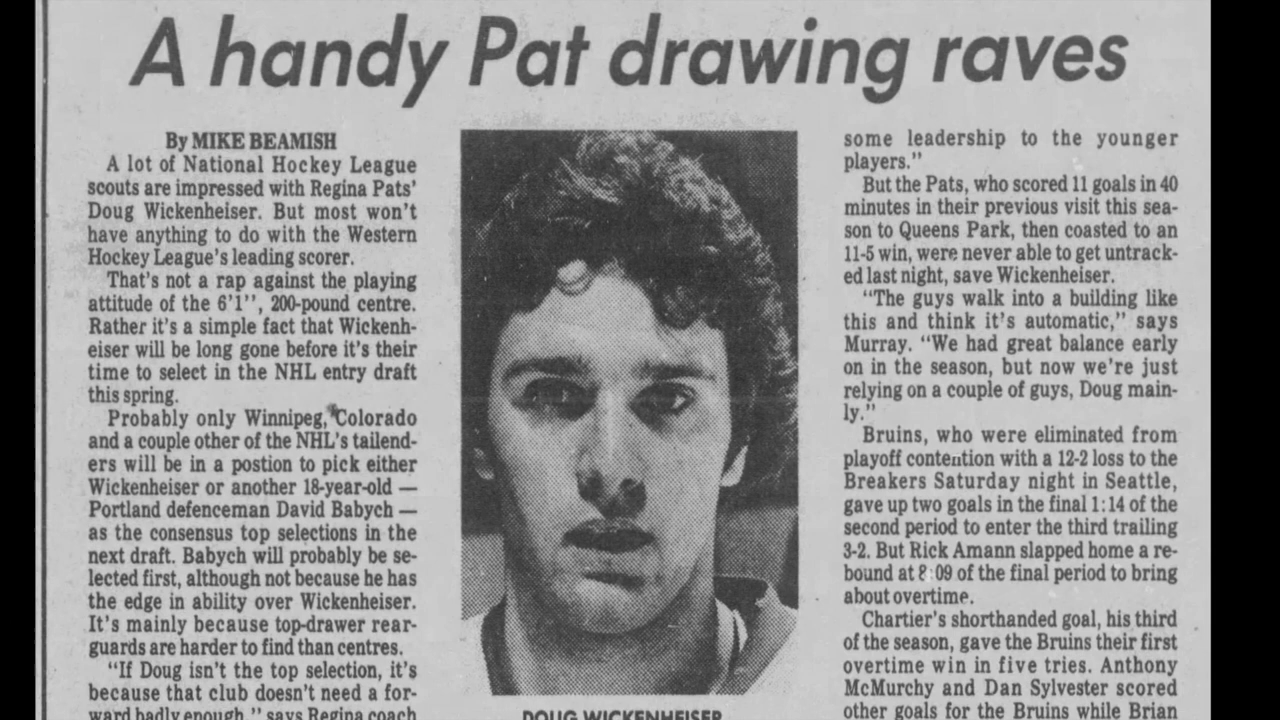 A handy Pat drawing raves
By MIKE BEAMISH
A lot of National Hockey League
scouts are impressed with Regina Pats'
Doug Wickenheiser. But most won't
have anything to do with the Western
Hockey League's leading scorer.
That's not a rap against the playing
attitude of the 6'1'', 200-pound centre.
Rather it's a simple fact that Wickenh-
eiser will be long gone before it's their
time to select in the NHL entry draft
this spring.
Probably only Winnipeg, Colorado
and a couple other of the NHL's tailend-
ers will be in a postion to pick either
Wickenheiser or another 18-year-old —
Portland defenceman David Babych —
as the consensus top selections in the
next draft. Babych will probably be se-
lected first, although not because he has
the edge in ability over Wickenheiser.
It's mainly because top-drawer rear-
guards are harder to find than centres.
"If Doug isn't the top selection, it's
because that club doesn't need a for-
ward badly enough," says Regina coach
DOUG WICKENHEISER
some leadership to the younger
players."
But the Pats, who scored 11 goals in 40
minutes in their previous visit this sea-
son to Queens Park, then coasted to an
11-5 win, were never able to get untrack-
ed last night, save Wickenheiser.
"The guys walk into a building like
this and think it's automatic," says
Murray. "We had great balance early
on in the season, but now we're just
relying on a couple of guys, Doug main-
ly."
Bruins, who were eliminated from
playoff contention with a 12-2 loss to the
Breakers Saturday night in Seattle,
gave up two goals in the final 1:14 of the
second period to enter the third trailing
3-2. But Rick Amann slapped home a re-
bound at 8:09 of the final period to bring
about overtime.
Chartier's shorthanded goal, his third
of the season, gave the Bruins their first
overtime win in five tries. Anthony
McMurchy and Dan Sylvester scored
other goals for the Bruins while Brian